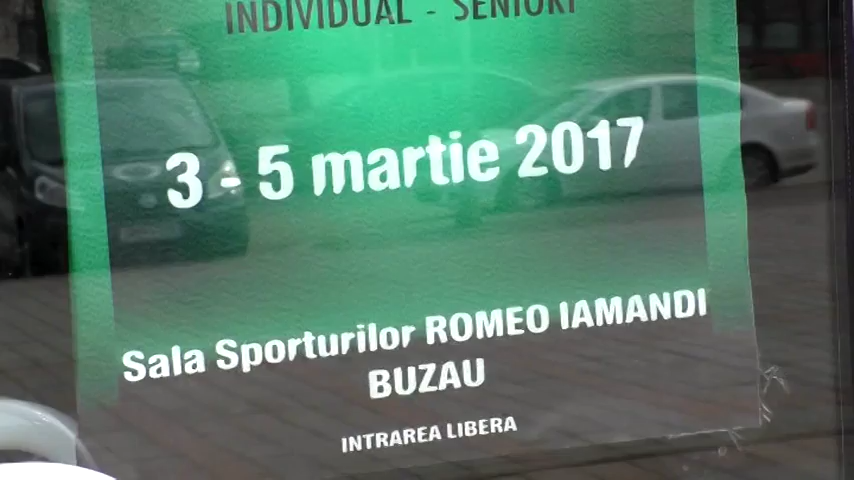 INDIVIDUAL - SENIORI
3 - 5 martie 2017
Sala Sporturilor ROMEO IAMANDI
BUZAU
INTRAREA LIBERA